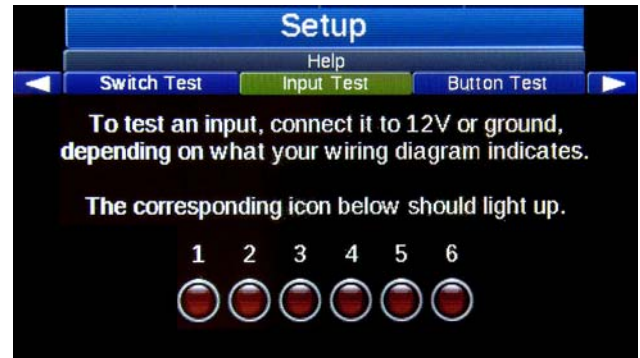 Setup
Help
Switch Test Input Test Button Test
To test an input, connect it to 12V or ground,
depending on what your wiring diagram indicates.
The corresponding icon below should light up.
1 2 3 4 5 6